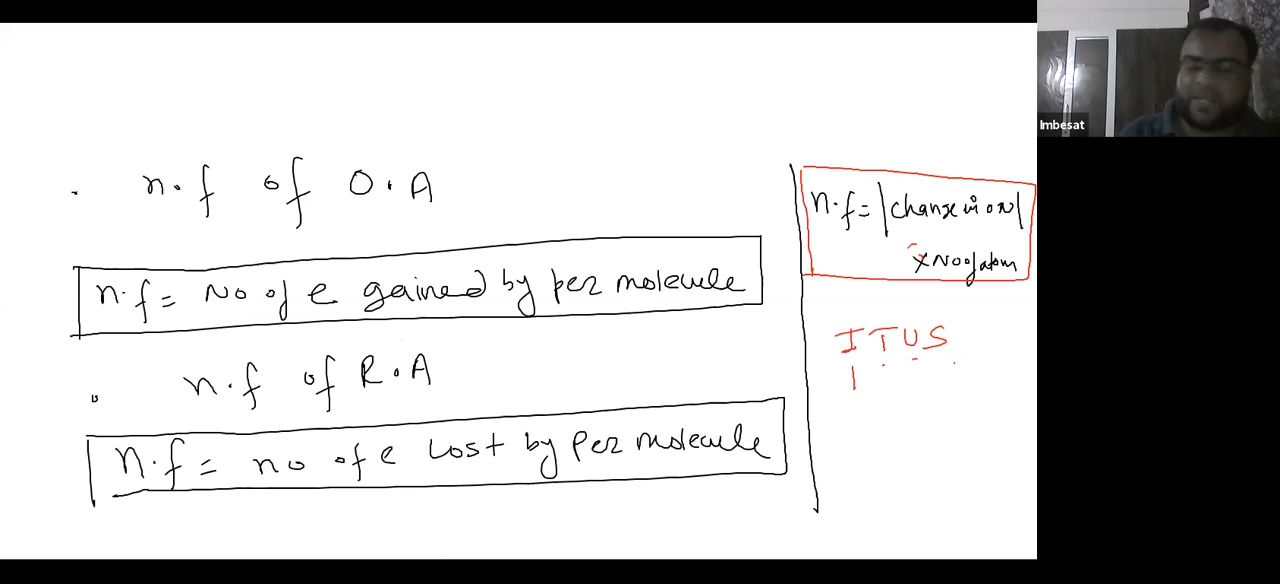 n.f of O.A
n.f = No of e gained by per molecule
n.f of R.A
n.f = no of e Lost by per molecule
n.f = |change in ON|
x No of atom
I T U S
Imbesat